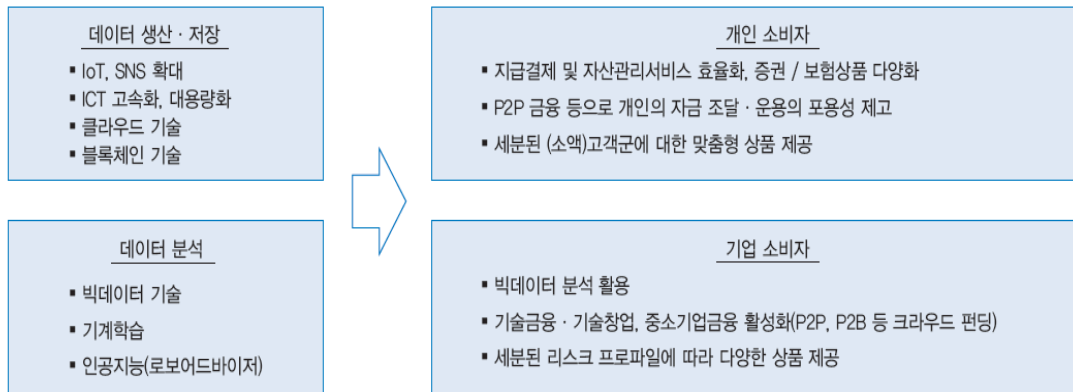 데이터 생산 · 저장
▪ IoT, SNS 확대
▪ ICT 고속화, 대용량화
▪ 클라우드 기술
▪ 블록체인 기술
데이터 분석
▪ 빅데이터 기술
▪ 기계학습
▪ 인공지능(로보어드바이저)
개인 소비자
▪ 지급결제 및 자산관리서비스 효율화, 증권 / 보험상품 다양화
▪ P2P 금융 등으로 개인의 자금 조달 · 운용의 포용성 제고
▪ 세분된 (소액)고객군에 대한 맞춤형 상품 제공
기업 소비자
▪ 빅데이터 분석 활용
▪ 기술금융 · 기술창업, 중소기업금융 활성화(P2P, P2B 등 크라우드 펀딩)
▪ 세분된 리스크 프로파일에 따라 다양한 상품 제공